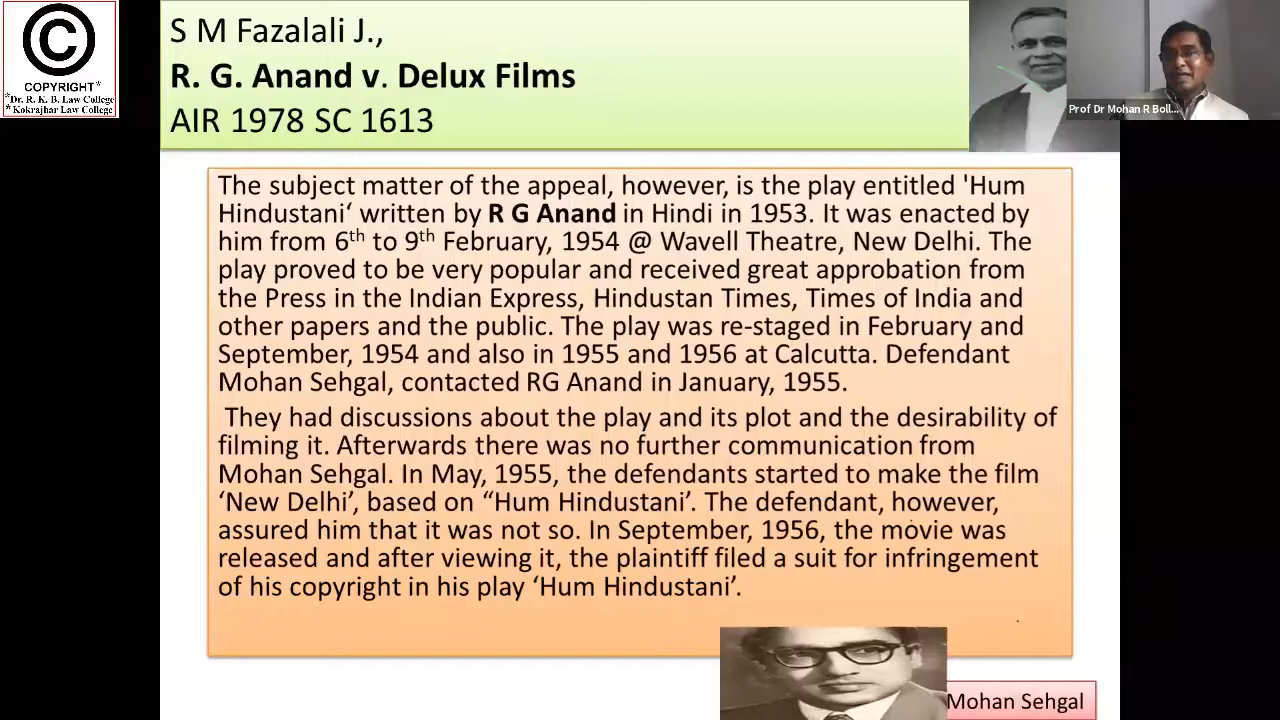 COPYRIGHT*
*Dr. R. K. B. Law College
*Kokrajhar Law College
S M Fazalali J.,
R. G. Anand v. Delux Films
AIR 1978 SC 1613
Prof Dr Mohan R Boll...
The subject matter of the appeal, however, is the play entitled 'Hum
Hindustani‘ written by R G Anand in Hindi in 1953. It was enacted by
him from 6th to 9th February, 1954 @ Wavell Theatre, New Delhi. The
play proved to be very popular and received great approbation from
the Press in the Indian Express, Hindustan Times, Times of India and
other papers and the public. The play was re-staged in February and
September, 1954 and also in 1955 and 1956 at Calcutta. Defendant
Mohan Sehgal, contacted RG Anand in January, 1955.
They had discussions about the play and its plot and the desirability of
filming it. Afterwards there was no further communication from
Mohan Sehgal. In May, 1955, the defendants started to make the film
‘New Delhi’, based on “Hum Hindustani’. The defendant, however,
assured him that it was not so. In September, 1956, the movie was
released and after viewing it, the plaintiff filed a suit for infringement
of his copyright in his play ‘Hum Hindustani’.
Mohan Sehgal